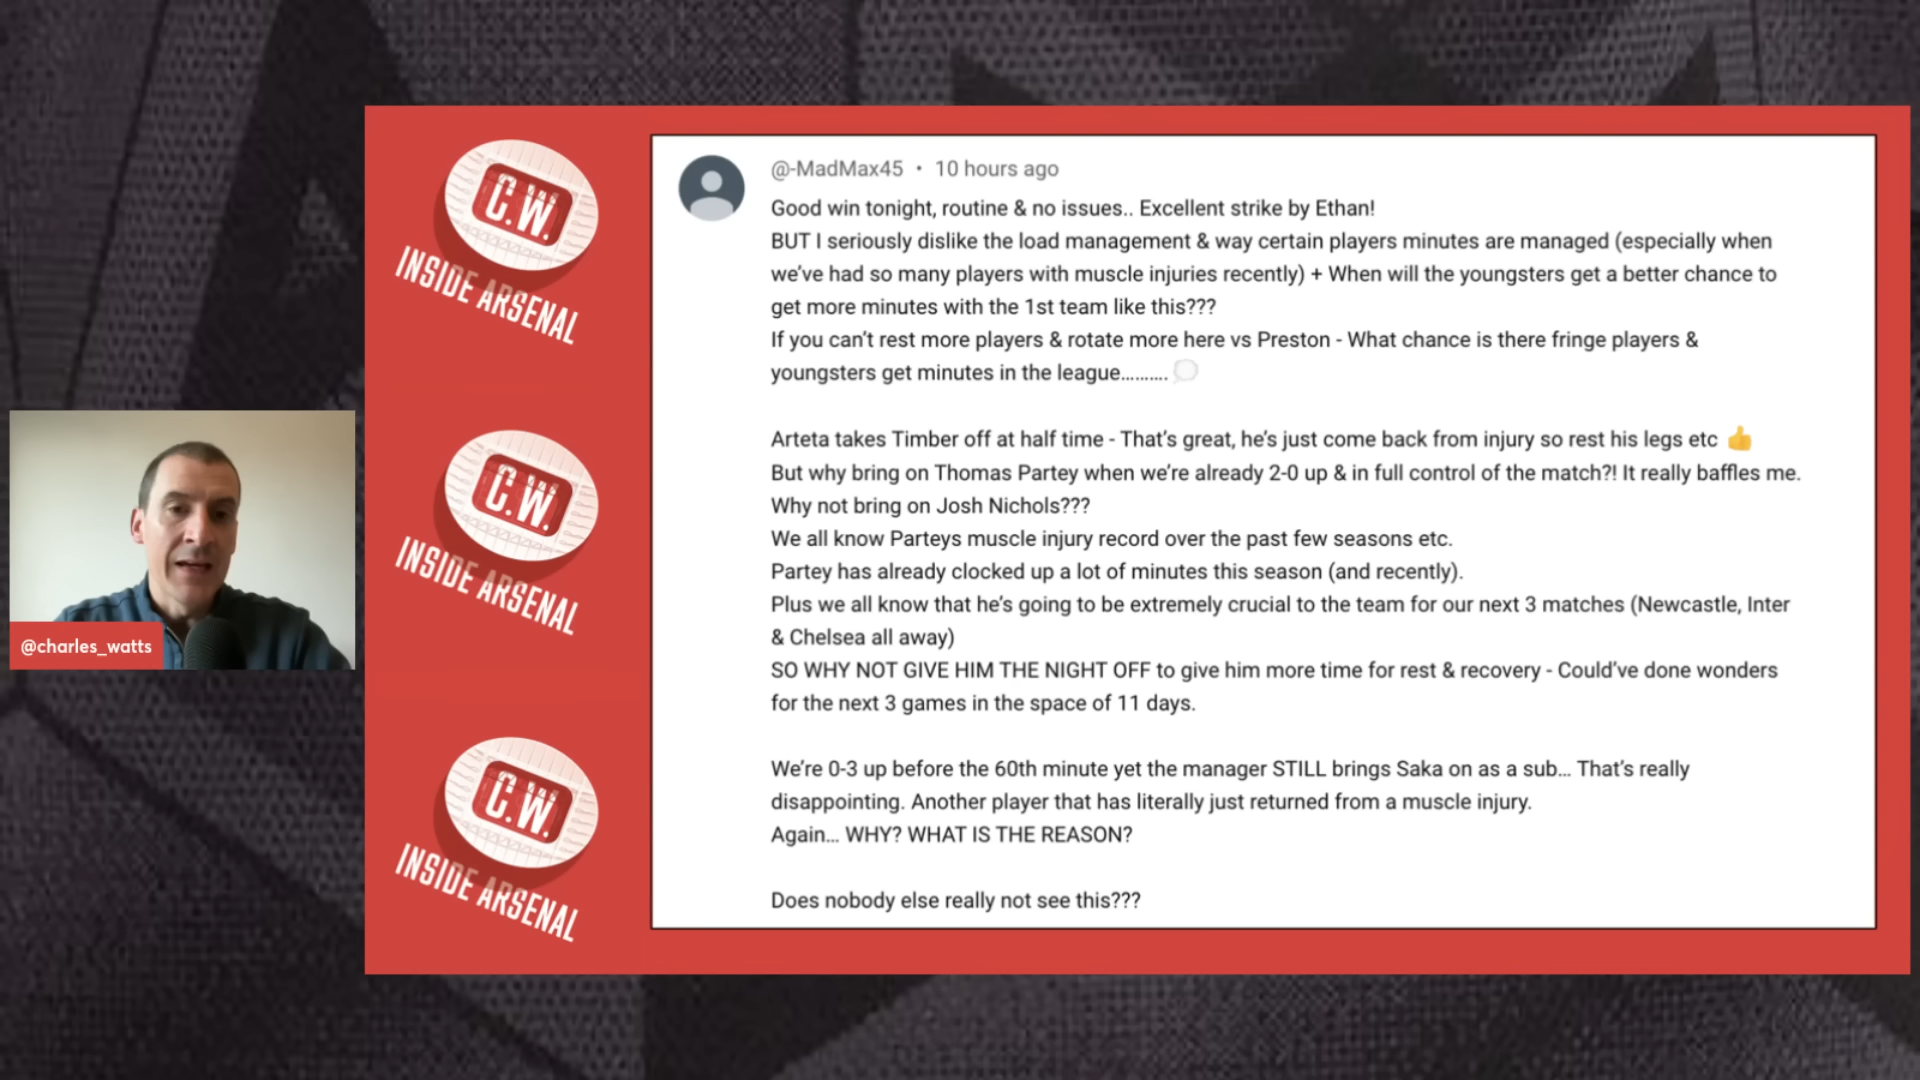 C.W.
INSIDE ARSENAL
C.W.
INSIDE ARSENAL
C.W.
INSIDE ARSENAL
@charles_watts
@-MadMax45 • 10 hours ago
Good win tonight, routine & no issues.. Excellent strike by Ethan!
BUT I seriously dislike the load management & way certain players minutes are managed (especially when
we've had so many players with muscle injuries recently) + When will the youngsters get a better chance to
get more minutes with the 1st team like this???
If you can't rest more players & rotate more here vs Preston - What chance is there fringe players &
youngsters get minutes in the league.......... 💭
Arteta takes Timber off at half time - That's great, he's just come back from injury so rest his legs etc 👍
But why bring on Thomas Partey when we're already 2-0 up & in full control of the match?! It really baffles me.
Why not bring on Josh Nichols???
We all know Parteys muscle injury record over the past few seasons etc.
Partey has already clocked up a lot of minutes this season (and recently).
Plus we all know that he's going to be extremely crucial to the team for our next 3 matches (Newcastle, Inter
& Chelsea all away)
SO WHY NOT GIVE HIM THE NIGHT OFF to give him more time for rest & recovery - Could've done wonders
for the next 3 games in the space of 11 days.
We're 0-3 up before the 60th minute yet the manager STILL brings Saka on as a sub... That's really
disappointing. Another player that has literally just returned from a muscle injury.
Again... WHY? WHAT IS THE REASON?
Does nobody else really not see this???